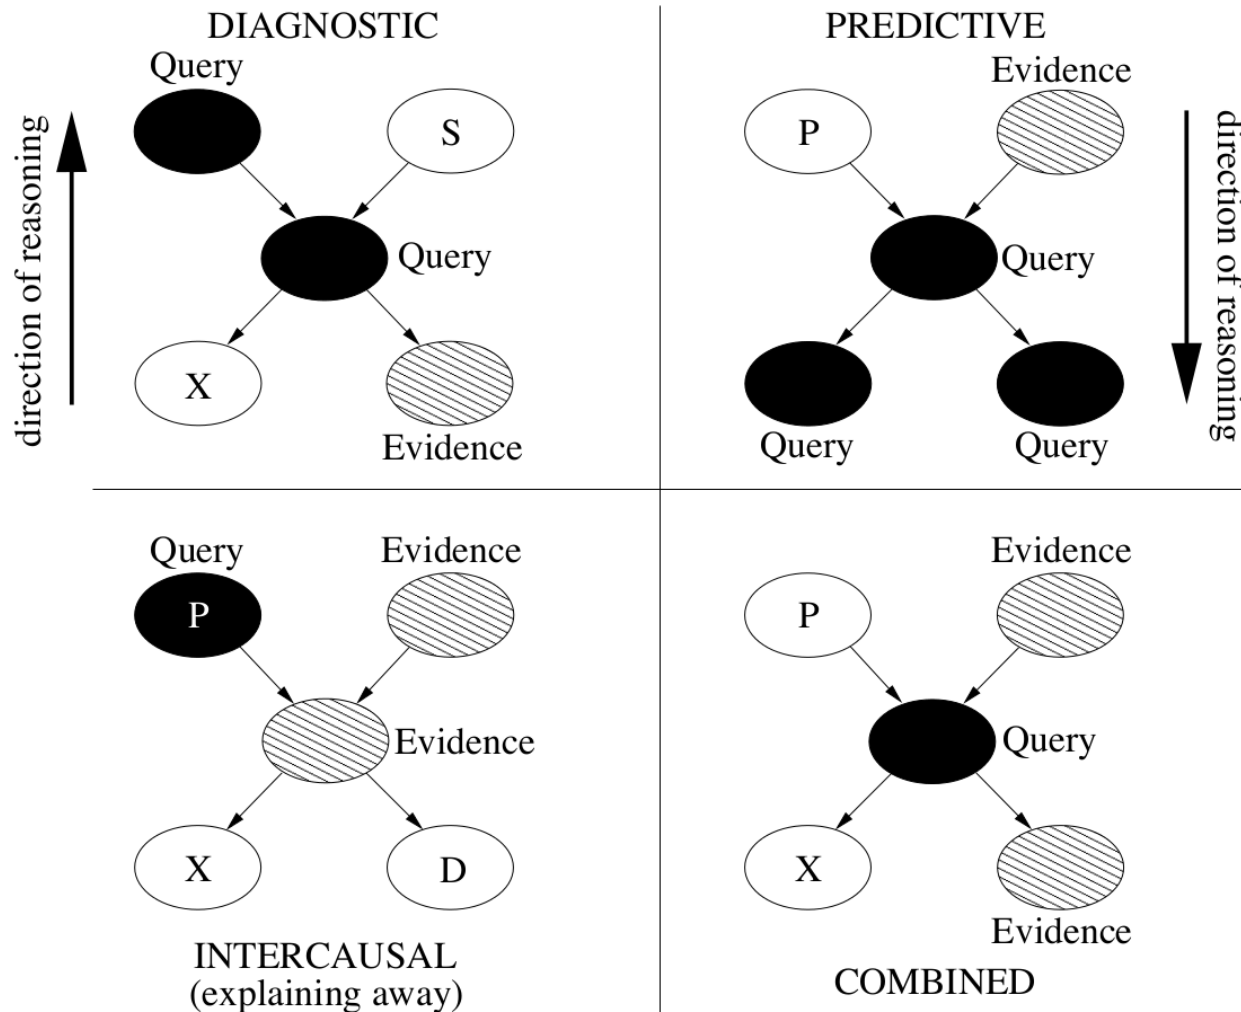 DIAGNOSTIC
Query
S
Query
X
Evidence
direction of reasoning
PREDICTIVE
Evidence
P
Query
Query
Query
direction of reasoning
Query
Evidence
P
Evidence
X
D
INTERCAUSAL
(explaining away)
Evidence
P
Query
X
Evidence
COMBINED